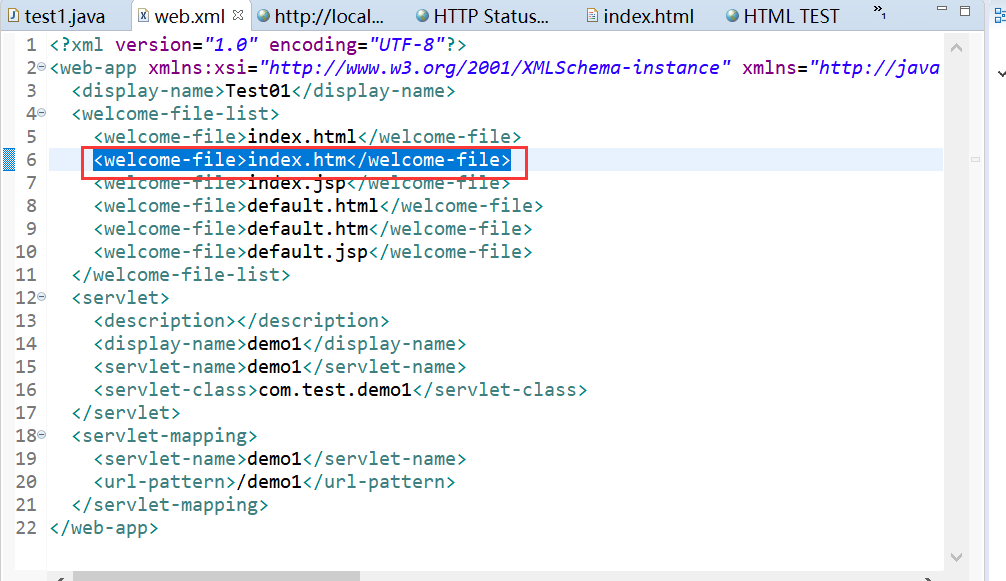 test1.java web.xml http://local... HTTP Status... index.html HTML TEST »1
1 <?xml version="1.0" encoding="UTF-8"?>
2 <web-app xmlns:xsi="http://www.w3.org/2001/XMLSchema-instance" xmlns="http://java
3 <display-name>Test01</display-name>
4 <welcome-file-list>
5 <welcome-file>index.html</welcome-file>
6 <welcome-file>index.htm</welcome-file>
7 <welcome-file>index.jsp</welcome-file>
8 <welcome-file>default.html</welcome-file>
9 <welcome-file>default.htm</welcome-file>
10 <welcome-file>default.jsp</welcome-file>
11 </welcome-file-list>
12 <servlet>
13 <description></description>
14 <display-name>demo1</display-name>
15 <servlet-name>demo1</servlet-name>
16 <servlet-class>com.test.demo1</servlet-class>
17 </servlet>
18 <servlet-mapping>
19 <servlet-name>demo1</servlet-name>
20 <url-pattern>/demo1</url-pattern>
21 </servlet-mapping>
22 </web-app>